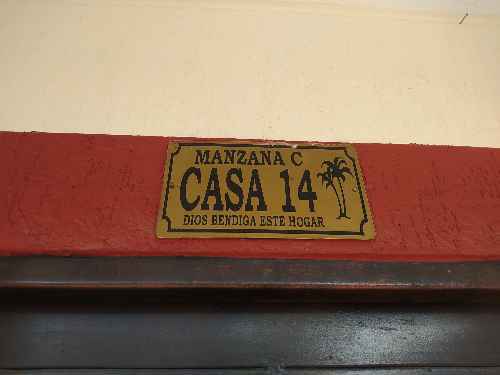 MANZANA C
CASA 14
DIOS BENDIGA ESTE HOGAR